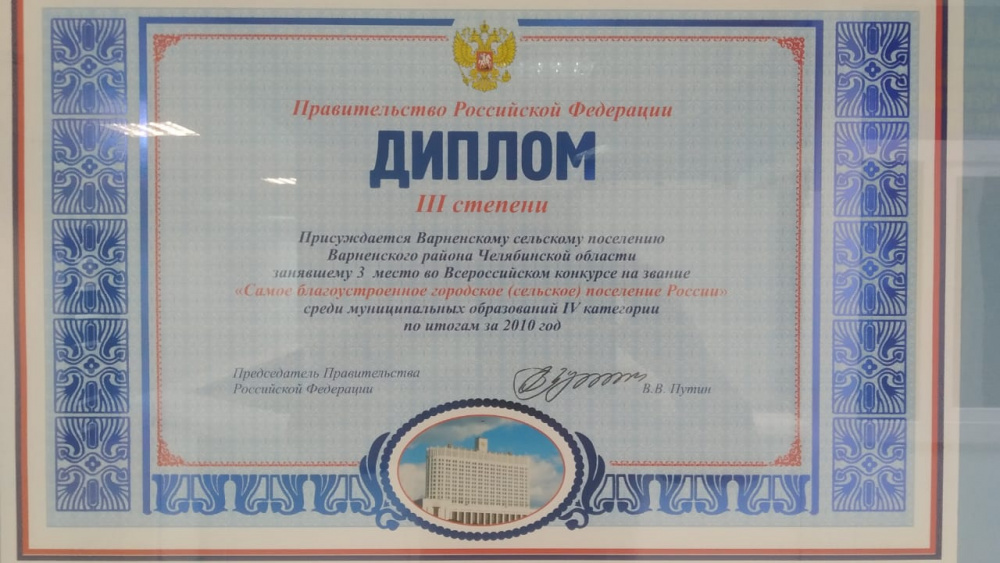 Правительство Российской Федерации
ДИПЛОМ
III степени
Присуждается Варненскому сельскому поселению
Варненского района Челябинской области
занявшему 3 место во Всероссийском конкурсе на звание
«Самое благоустроенное городское (сельское) поселение России»
среди муниципальных образований IV категории
по итогам за 2010 год
Председатель Правительства
Российской Федерации
В.В. Путин